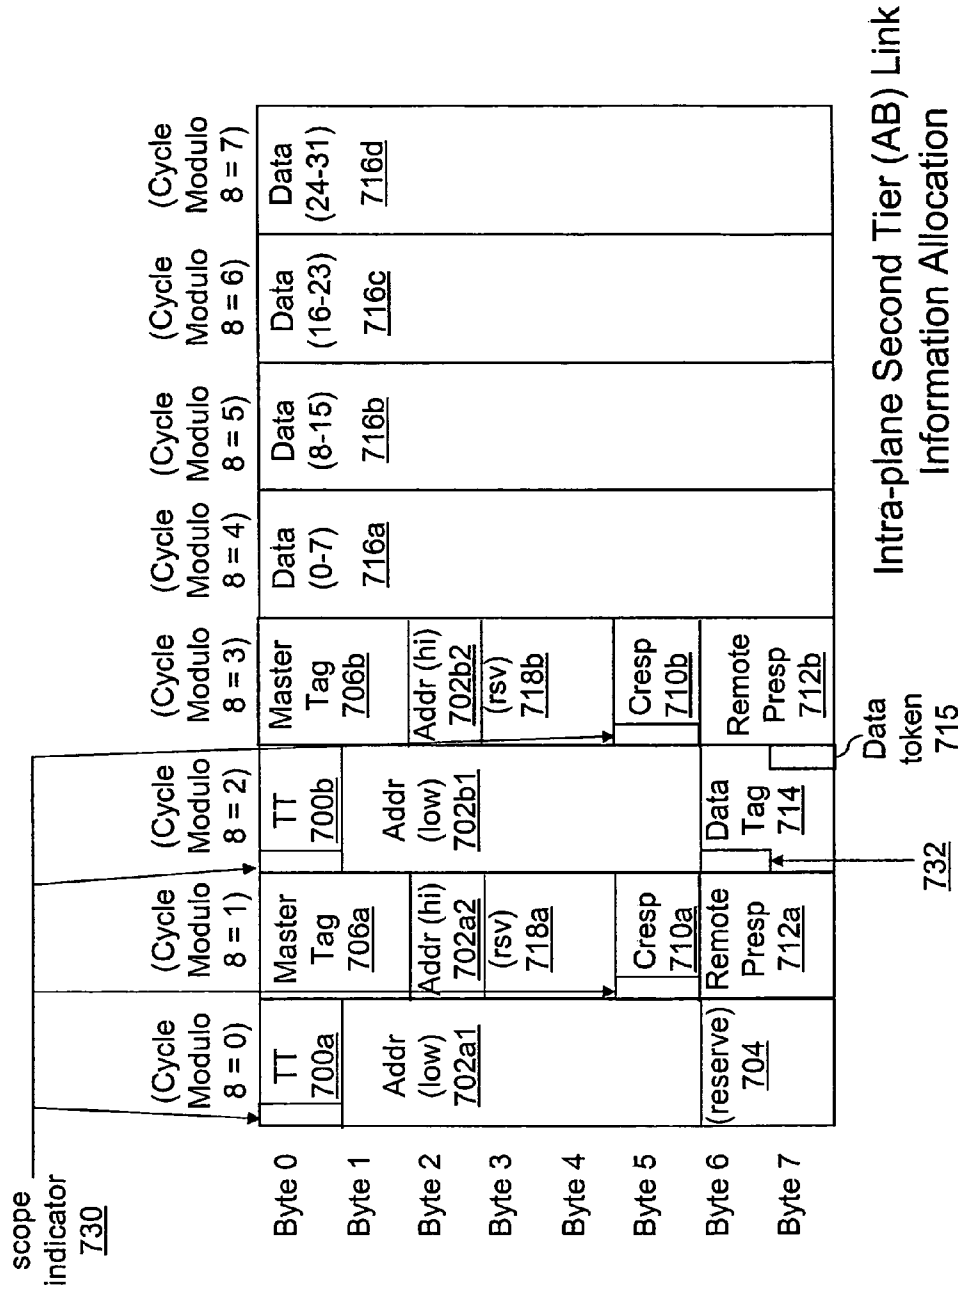 scope
indicator
730
(Cycle
Modulo
8 = 0)
(Cycle
Modulo
8 = 1)
(Cycle
Modulo
8 = 2)
(Cycle
Modulo
8 = 3)
(Cycle
Modulo
8 = 4)
(Cycle
Modulo
8 = 5)
(Cycle
Modulo
8 = 6)
(Cycle
Modulo
8 = 7)
Byte 0
Byte 1
Byte 2
Byte 3
Byte 4
Byte 5
Byte 6
Byte 7
TT
700a
Addr
(low)
702a1
(reserve)
704
Master
Tag
706a
Addr (hi)
702a2
(rsv)
718a
Cresp
710a
Remote
Presp
712a
TT
700b
Addr
(low)
702b1
Data
Tag
714
Master
Tag
706b
Addr (hi)
702b2
(rsv)
718b
Cresp
710b
Remote
Presp
712b
Data
(0-7)
716a
Data
(8-15)
716b
Data
(16-23)
716c
Data
(24-31)
716d
732
Data
token
715
Intra-plane Second Tier (AB) Link
Information Allocation